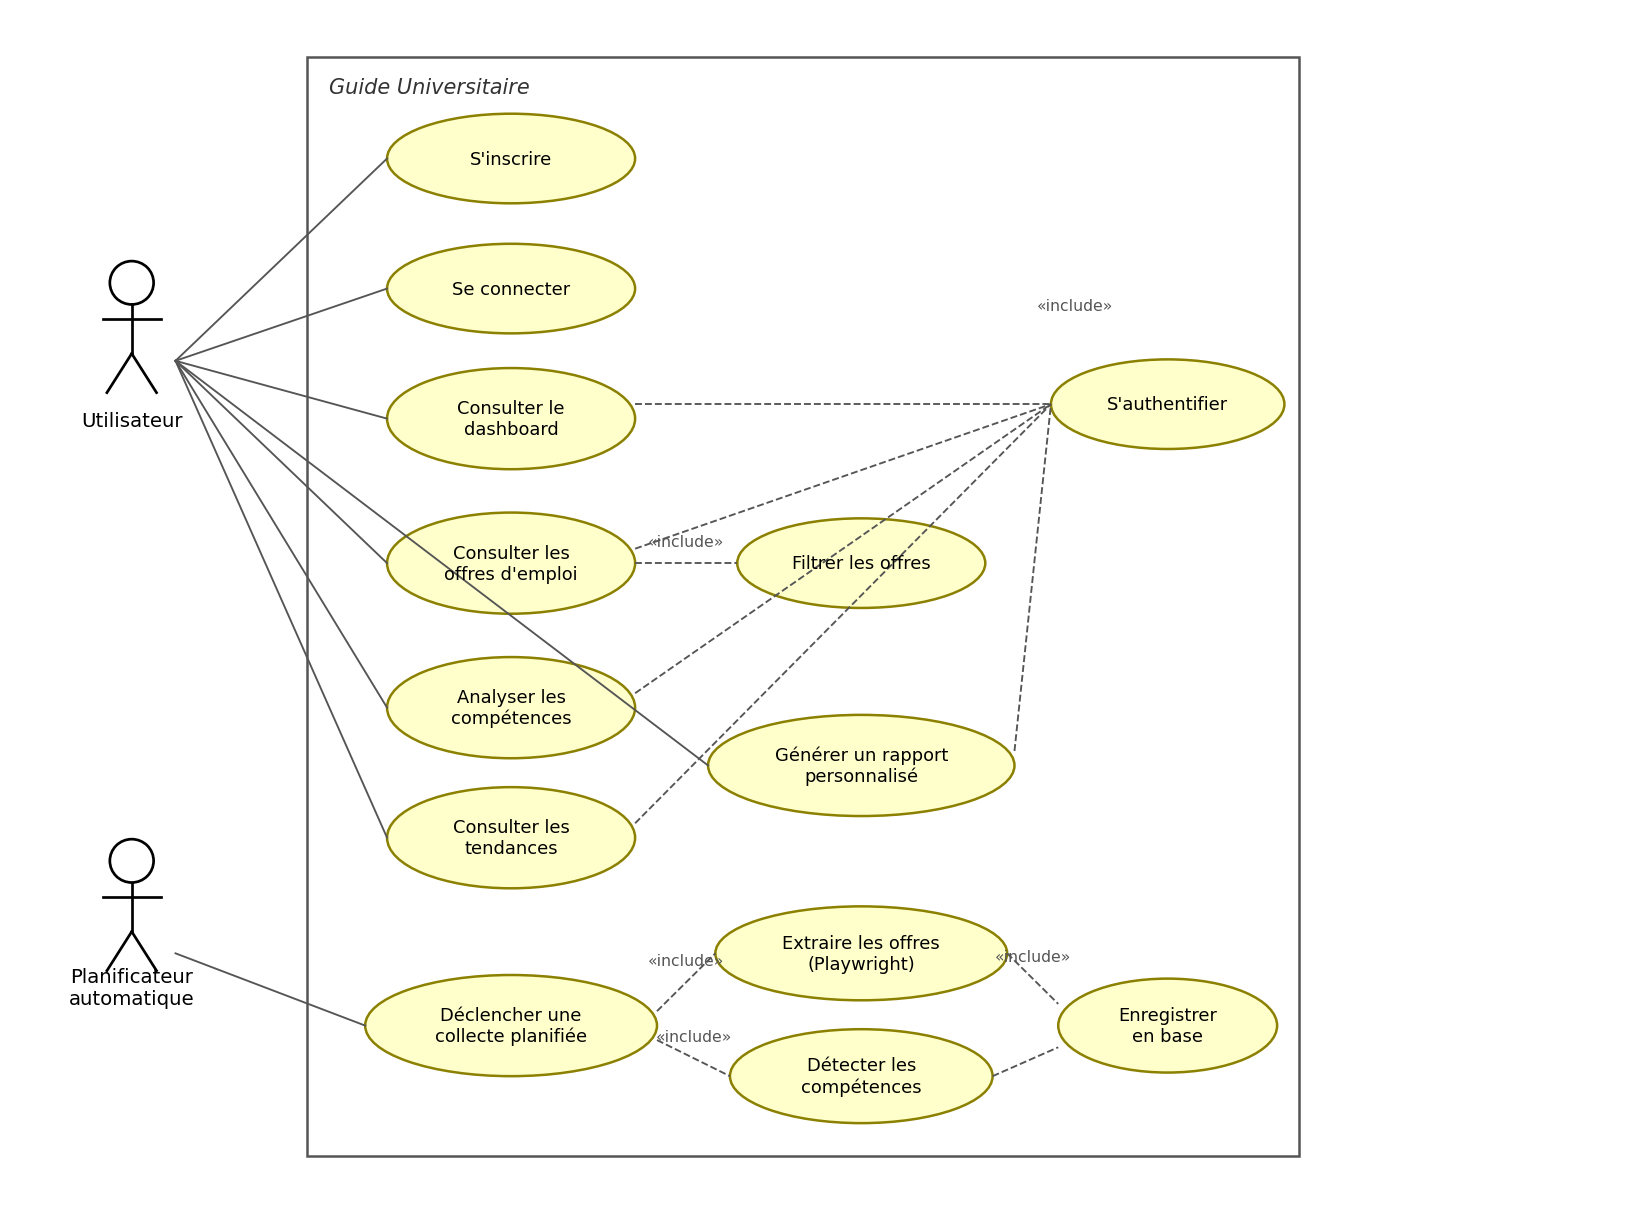 Guide Universitaire
S'inscrire
Se connecter
«include»
Consulter le
dashboard
S'authentifier
Utilisateur
Consulter les
offres d'emploi
«include»
Filtrer les offres
Analyser les
compétences
Générer un rapport
personnalisé
Consulter les
tendances
Planificateur
automatique
Déclencher une
collecte planifiée
«include»
«include»
Extraire les offres
(Playwright)
«include»
Détecter les
compétences
Enregistrer
en base